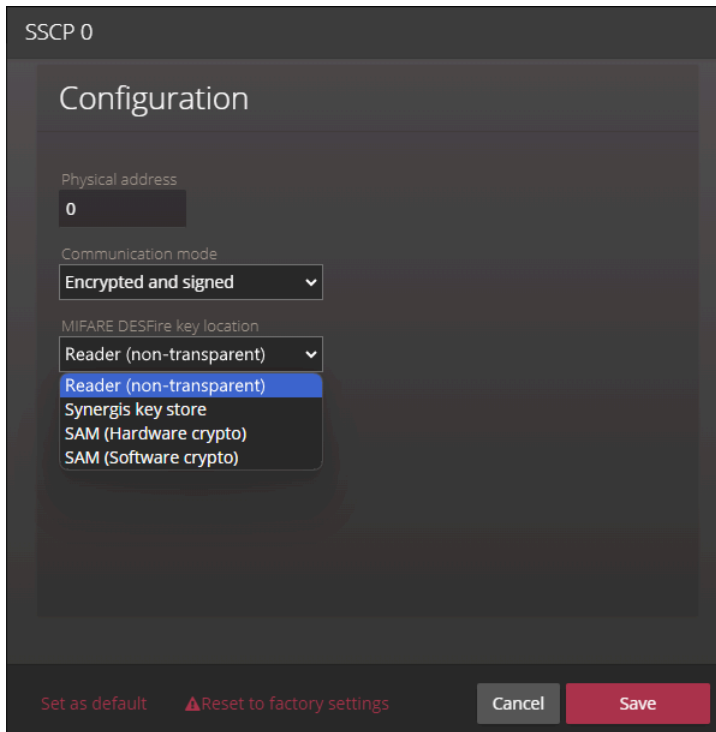 SSCP 0
Configuration
Physical address
0
Communication mode
Encrypted and signed
MIFARE DESFire key location
Reader (non-transparent)
Reader (non-transparent)
Synergis key store
SAM (Hardware crypto)
SAM (Software crypto)
Set as default Reset to factory settings Cancel Save